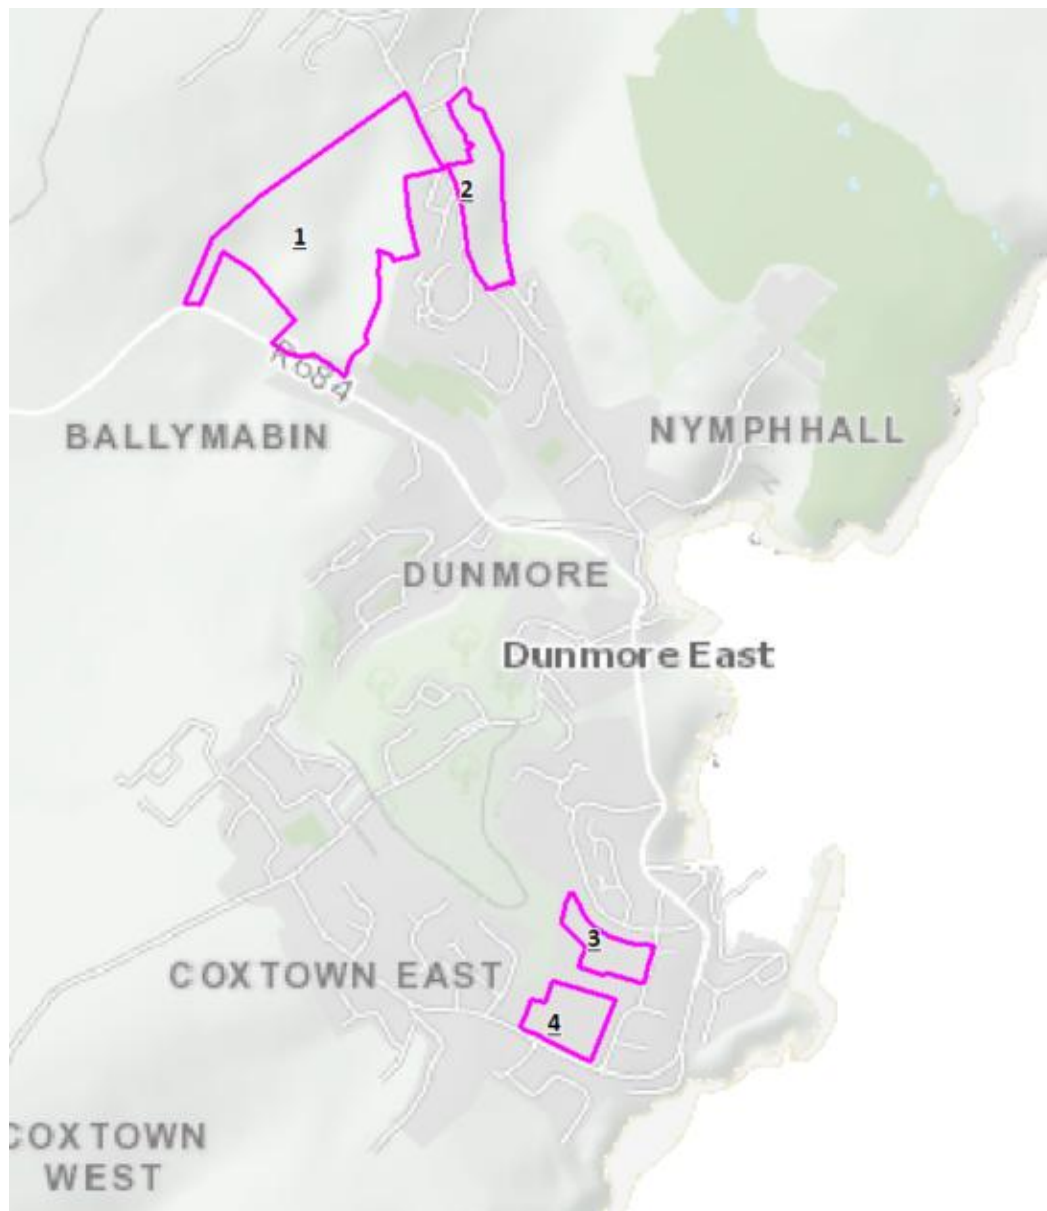 2
1
R684
BALLYMABIN
NYMPHHALL
DUNMORE
Dunmore East
3
COXTOWN EAST
4
COXTOWN
WEST